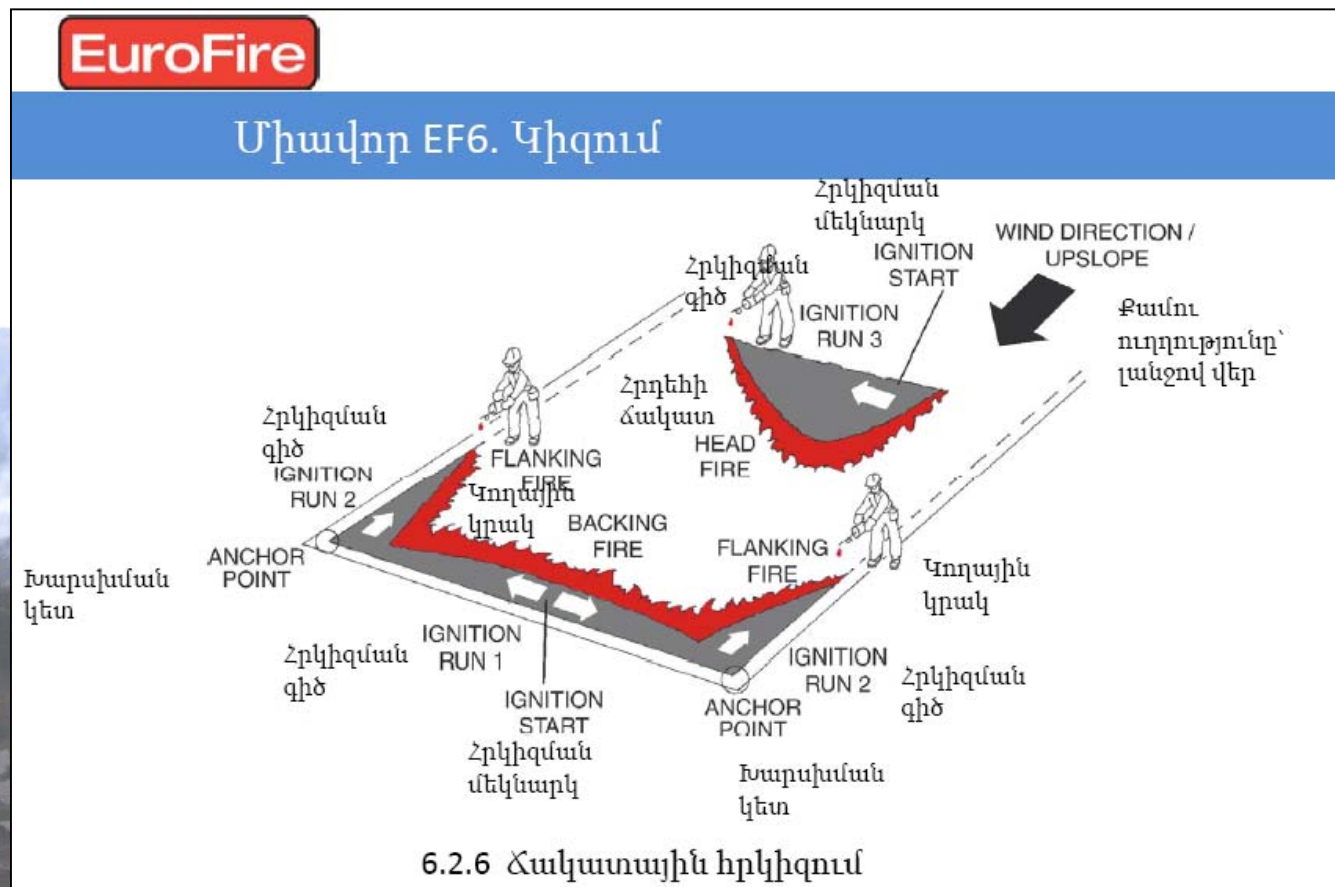 EuroFire
Միավոր EF6. Կիզում
Հրկիզման
մեկնարկ
IGNITION
START
WIND DIRECTION /
UPSLOPE
Քամու
ուղղությունը՝
լանջով վեր
Հրկիզման
գիծ
IGNITION
RUN 3
Հրդեհի
ճակատ
HEAD
FIRE
Հրկիզման
գիծ
IGNITION
RUN 2
FLANKING
FIRE
Կողային
կրակ
BACKING
FIRE
FLANKING
FIRE
Կողային
կրակ
ANCHOR
POINT
Խարսխման
կետ
Հրկիզման
գիծ
IGNITION
RUN 1
IGNITION
START
Հրկիզման
մեկնարկ
IGNITION
RUN 2
Հրկիզման
գիծ
ANCHOR
POINT
Խարսխման
կետ
6.2.6 Ճակատային հրկիզում